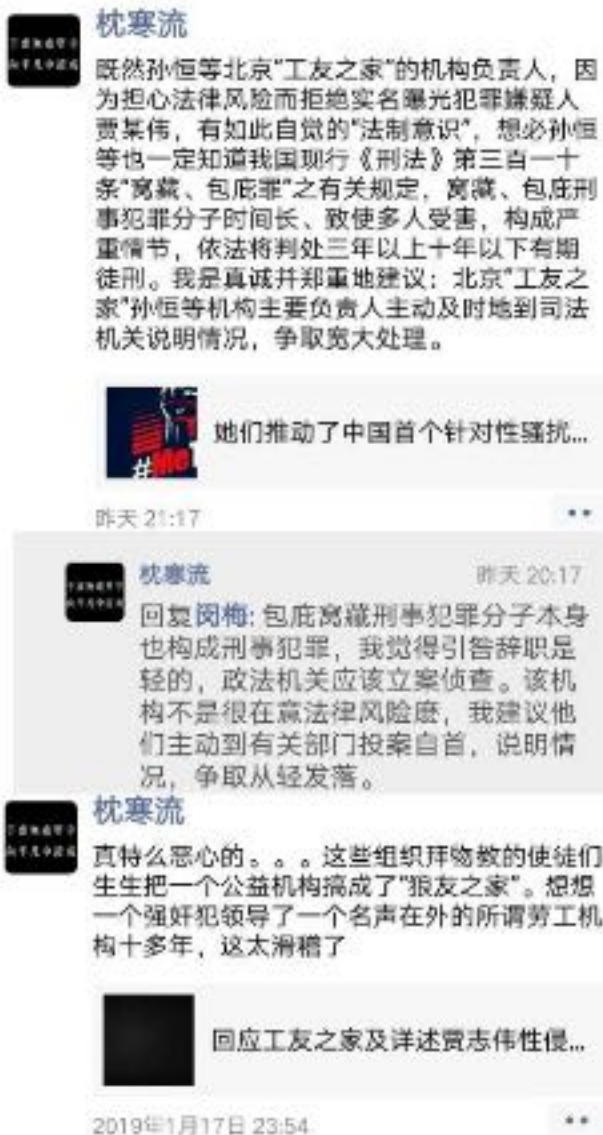 枕寒流
既然孙恒等北京“工友之家”的机构负责人，因
为担心法律风险而拒绝实名曝光犯罪嫌疑人
贾某伟，有如此自觉的“法制意识”，想必孙恒
等也一定知道我国现行《刑法》第三百一十
条“窝藏、包庇罪”之有关规定，窝藏、包庇刑
事犯罪分子时间长、致使多人受害，构成严
重情节，依法将判处三年以上十年以下有期
徒刑。我是真诚并郑重地建议：北京“工友之
家”孙恒等机构主要负责人主动及时地到司法
机关说明情况，争取宽大处理。
#Me
她们推动了中国首个针对性骚扰...
昨天 21:17
枕寒流
昨天 20:17
回复闵梅: 包庇窝藏刑事犯罪分子本身
也构成刑事犯罪，我觉得引咎辞职是
轻的，政法机关应该立案侦查。该机
构不是很在意法律风险麽，我建议他
们主动到有关部门投案自首，说明情
况，争取从轻发落。
枕寒流
真特么恶心的。。。这些组织拜物教的使徒们
生生把一个公益机构搞成了“狼友之家”。想想
一个强奸犯领导了一个名声在外的所谓劳工机
构十多年，这太滑稽了
回应工友之家及详述贾志伟性侵...
2019年1月17日 23:54